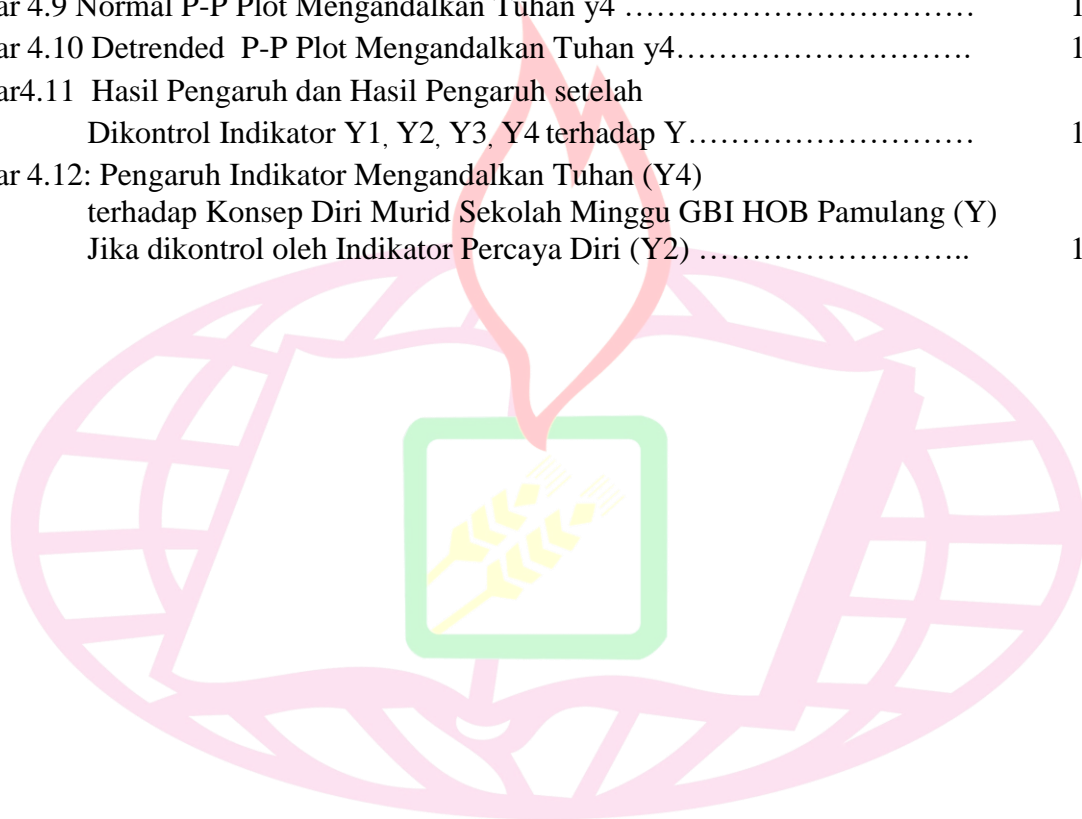 ar 4.9 Normal P-P Plot Mengandalkan Tuhan y4 ……………………………… 1
ar 4.10 Detrended P-P Plot Mengandalkan Tuhan y4………………………. 1
ar4.11 Hasil Pengaruh dan Hasil Pengaruh setelah
Dikontrol Indikator Y1, Y2, Y3, Y4 terhadap Y……………………… 1
ar 4.12: Pengaruh Indikator Mengandalkan Tuhan (Y4)
terhadap Konsep Diri Murid Sekolah Minggu GBI HOB Pamulang (Y)
Jika dikontrol oleh Indikator Percaya Diri (Y2) …………………….. 1